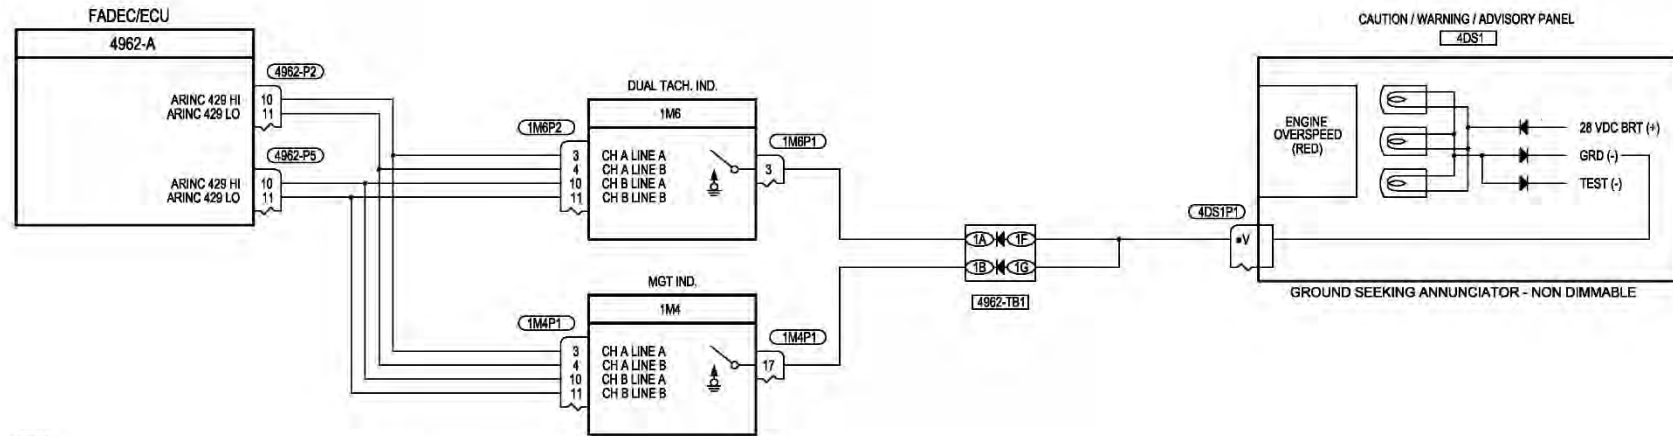 FADEC/ECU
4962-A
4962-P2
ARINC 429 HI 10
ARINC 429 LO 11
4962-P5
ARINC 429 HI 10
ARINC 429 LO 11
DUAL TACH. IND.
1M6
1M6P2
1M6P1
3 CH A LINE A
4 CH A LINE B
10 CH B LINE A
11 CH B LINE B
3
MGT IND.
1M4
1M4P1
1M4P1
3 CH A LINE A
4 CH A LINE B
10 CH B LINE A
11 CH B LINE B
17
1A 1F
1B 1G
4962-TB1
CAUTION / WARNING / ADVISORY PANEL
4DS1
ENGINE
OVERSPEED
(RED)
28 VDC BRT (+)
GRD (-)
TEST (-)
4DS1P1
•V
GROUND SEEKING ANNUNCIATOR - NON DIMMABLE